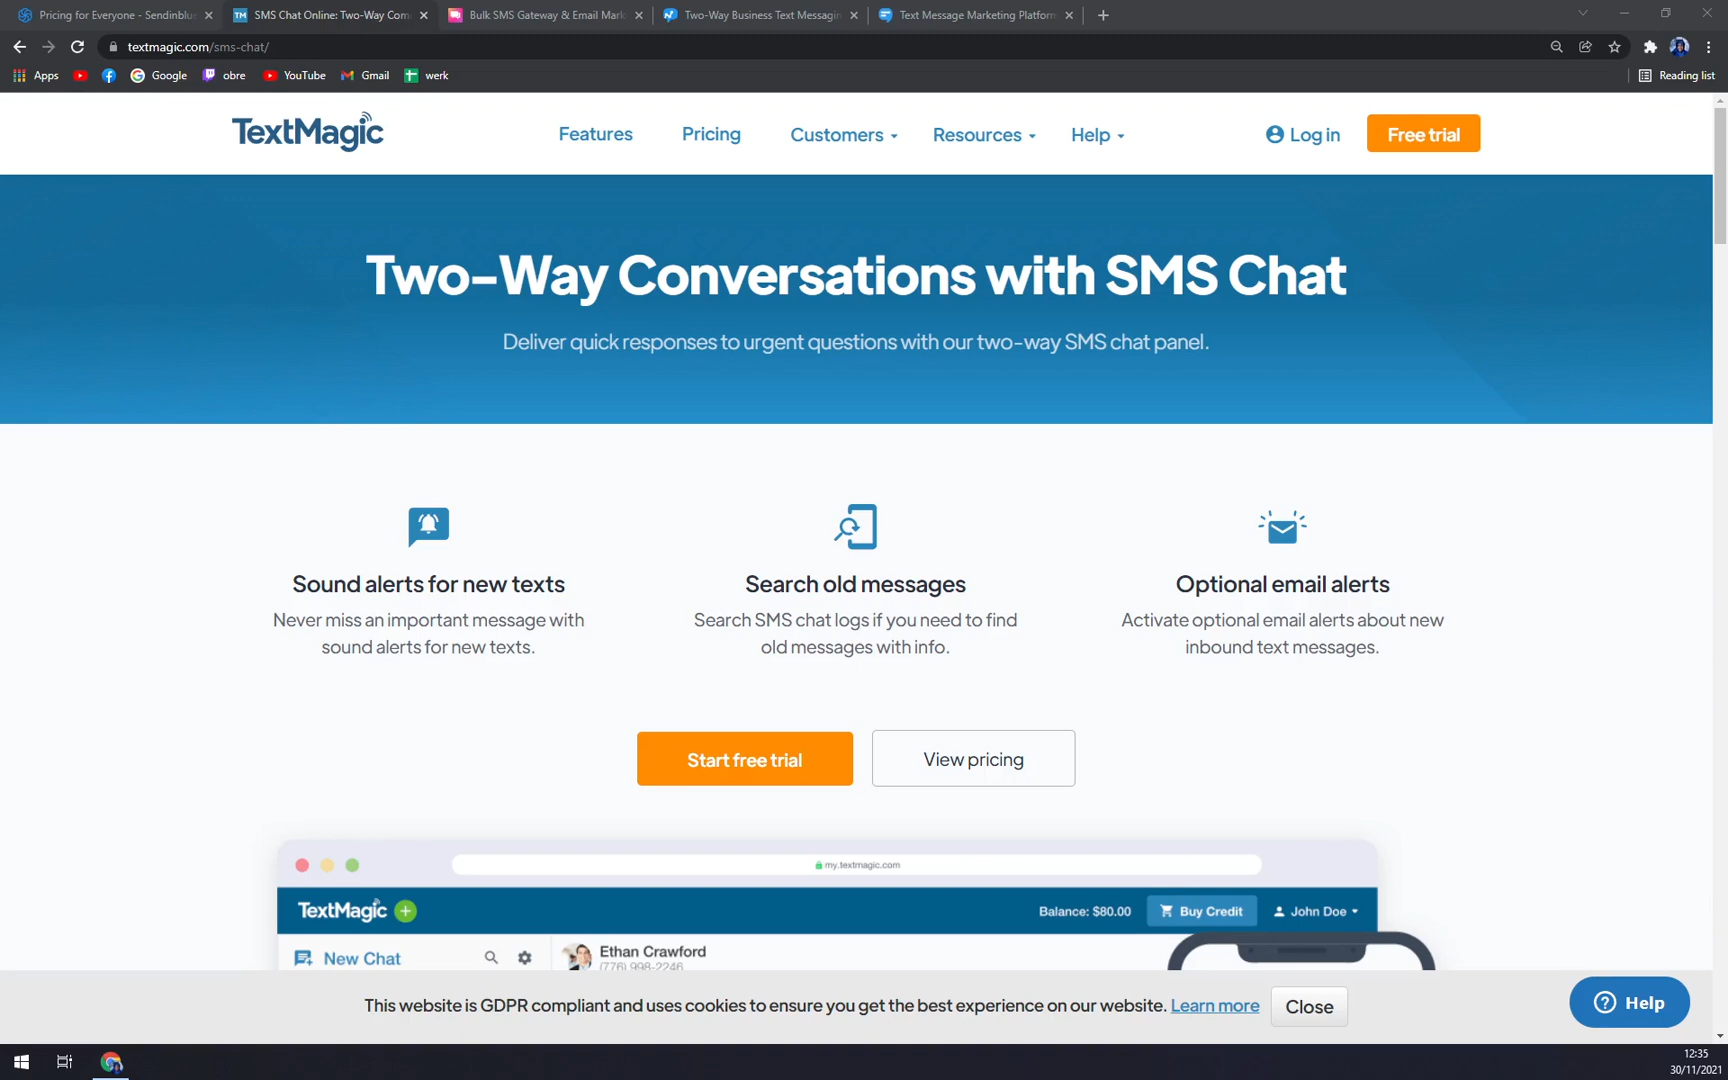 Pricing for Everyone - Sendinblue
SMS Chat Online: Two-Way Com
Bulk SMS Gateway & Email Mark
Two-Way Business Text Messagin
Text Message Marketing Platform
textmagic.com/sms-chat/
Apps
Google
obre
YouTube
Gmail
werk
Reading list
TextMagic
Features
Pricing
Customers
Resources
Help
Log in
Free trial
Two-Way Conversations with SMS Chat
Deliver quick responses to urgent questions with our two-way SMS chat panel.
Sound alerts for new texts
Never miss an important message with
sound alerts for new texts.
Search old messages
Search SMS chat logs if you need to find
old messages with info.
Optional email alerts
Activate optional email alerts about new
inbound text messages.
Start free trial
View pricing
my.textmagic.com
TextMagic
Balance: $80.00
Buy Credit
John Doe
New Chat
Ethan Crawford
(776) 998-2246
This website is GDPR compliant and uses cookies to ensure you get the best experience on our website. Learn more
Close
Help
12:35
30/11/2021